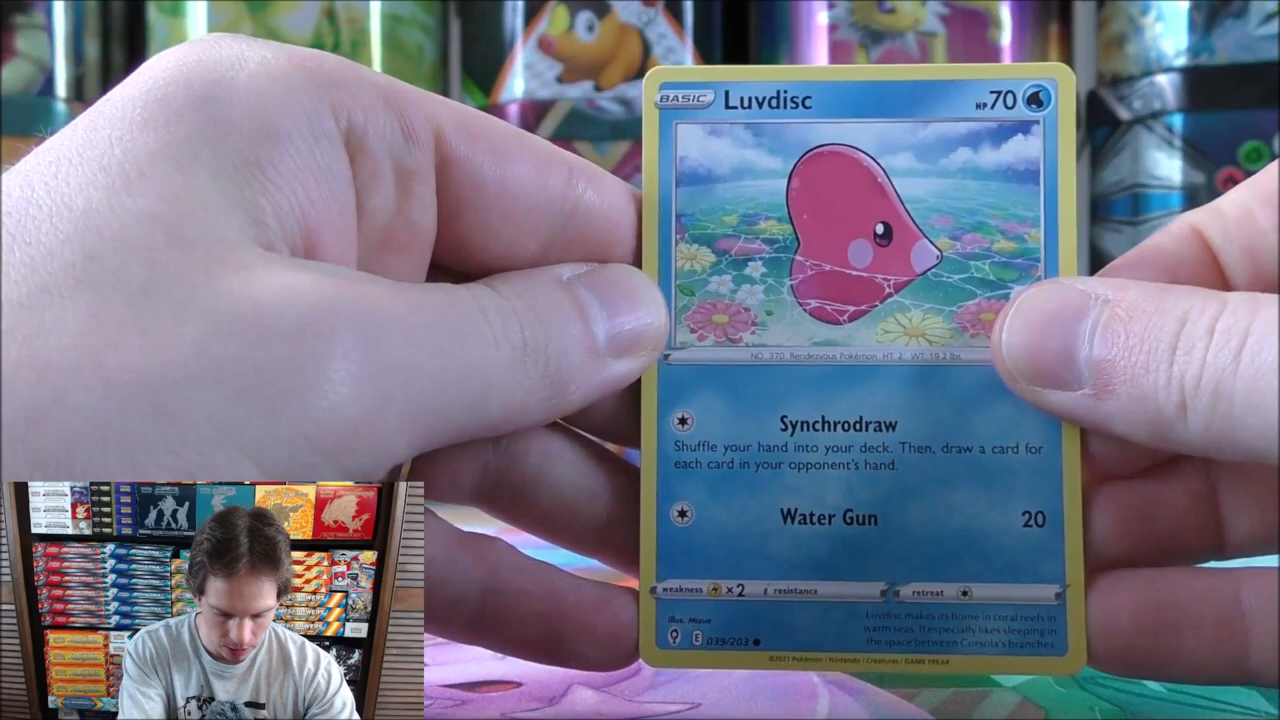 BASIC Luvdisc HP 70
NO. 370 Rendezvous Pokémon HT: 2' WT: 19.2 lbs.
Synchrodraw
Shuffle your hand into your deck. Then, draw a card for
each card in your opponent's hand.
Water Gun 20
weakness ×2 resistance retreat
Illus. Mizue
E 039/203
Luvdisc makes its home in coral reefs in
warm seas. It especially likes sleeping in
the space between Corsola's branches.
©2021 Pokémon / Nintendo / Creatures / GAME FREAK